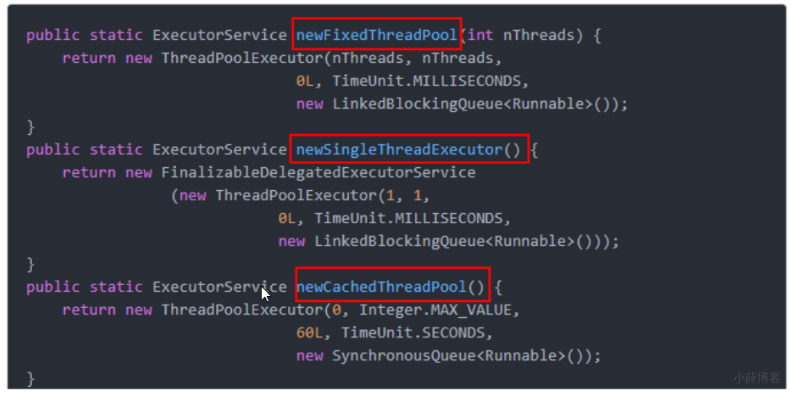 public static ExecutorService newFixedThreadPool(int nThreads) {
    return new ThreadPoolExecutor(nThreads, nThreads,
                                  0L, TimeUnit.MILLISECONDS,
                                  new LinkedBlockingQueue<Runnable>());
}
public static ExecutorService newSingleThreadExecutor() {
    return new FinalizableDelegatedExecutorService
                  (new ThreadPoolExecutor(1, 1,
                                0L, TimeUnit.MILLISECONDS,
                                new LinkedBlockingQueue<Runnable>()));
}
public static ExecutorService newCachedThreadPool() {
    return new ThreadPoolExecutor(0, Integer.MAX_VALUE,
                                  60L, TimeUnit.SECONDS,
                                  new SynchronousQueue<Runnable>());
}
小薛博客